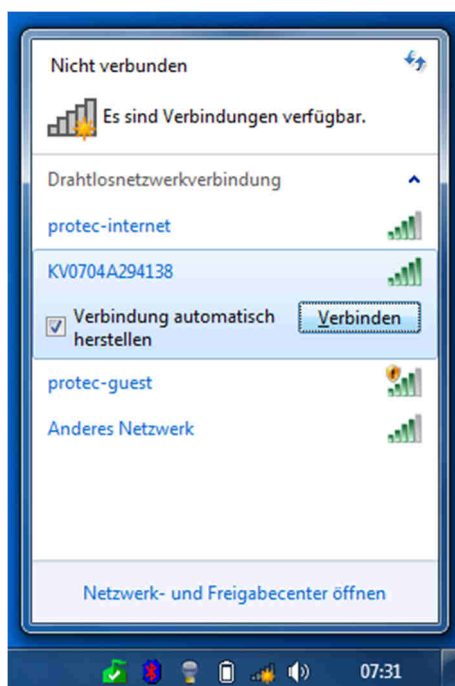 Nicht verbunden
Es sind Verbindungen verfügbar.
Drahtlosnetzwerkverbindung
protec-internet
KV0704A294138
Verbindung automatisch
herstellen
Verbinden
protec-guest
Anderes Netzwerk
Netzwerk- und Freigabecenter öffnen
07:31